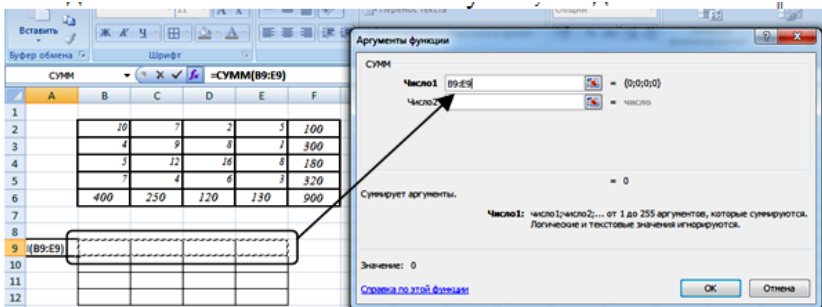 Перенос текста
Общий
Вставить
Ж К Ч
Буфер обмена
Шрифт
СУММ
=СУММ(B9:E9)
A B C D E F
1
2 10 7 2 5 100
3 4 9 8 1 300
4 5 12 16 8 180
5 7 4 6 3 320
6 400 250 120 130 900
7
8
9 (B9:E9)
10
11
12
Аргументы функции
СУММ
Число1 B9:E9 = {0;0;0;0}
Число2 = число
= 0
Суммирует аргументы.
Число1: число1;число2;... от 1 до 255 аргументов, которые суммируются.
Логические и текстовые значения игнорируются.
Значение: 0
Справка по этой функции
ОК
Отмена